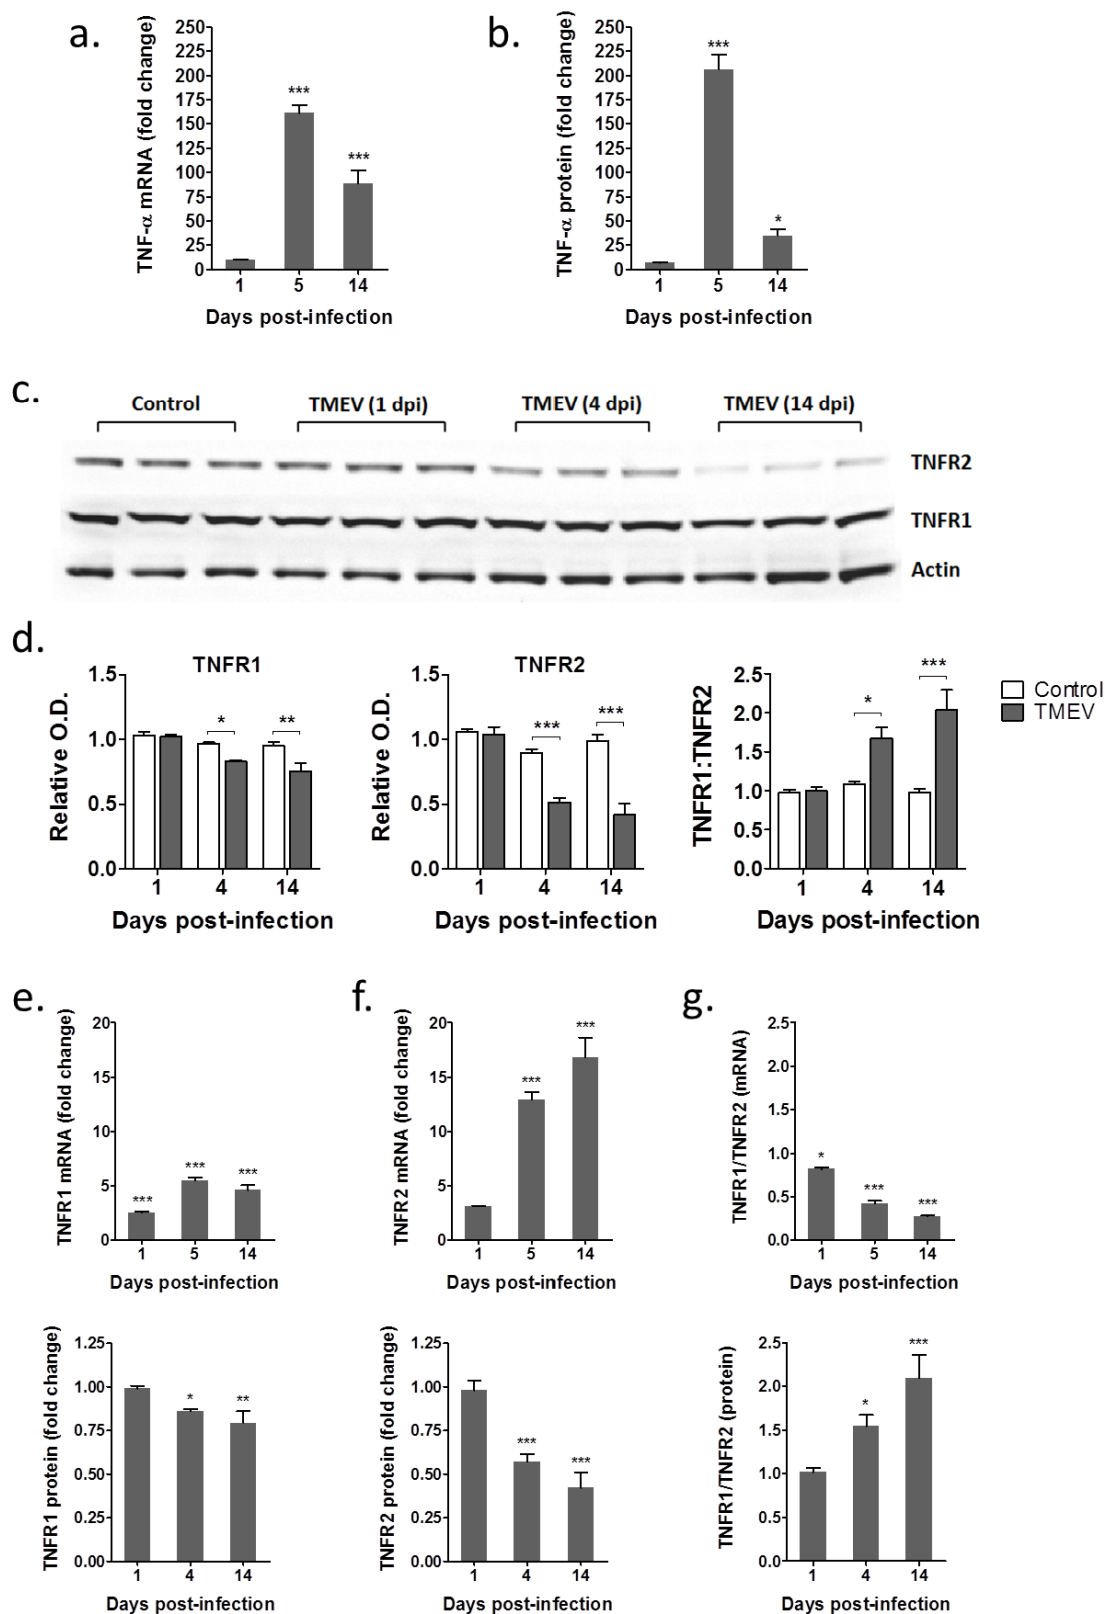 a.
TNF-α mRNA (fold change)
250
225
200
175
150
125
100
75
50
25
0
***
***
1 5 14
Days post-infection
b.
TNF-α protein (fold change)
250
225
200
175
150
125
100
75
50
25
0
***
*
1 5 14
Days post-infection
c.
Control TMEV (1 dpi) TMEV (4 dpi) TMEV (14 dpi)
TNFR2
TNFR1
Actin
d.
TNFR1
Relative O.D.
1.5
1.0
0.5
0.0
* **
1 4 14
Days post-infection
TNFR2
Relative O.D.
1.5
1.0
0.5
0.0
*** ***
1 4 14
Days post-infection
TNFR1:TNFR2
2.5
2.0
1.5
1.0
0.5
0.0
* ***
1 4 14
Days post-infection
Control
TMEV
e.
TNFR1 mRNA (fold change)
20
15
10
5
0
*** *** ***
1 5 14
Days post-infection
TNFR1 protein (fold change)
1.25
1.00
0.75
0.50
0.25
0.00
* **
1 4 14
Days post-infection
f.
TNFR2 mRNA (fold change)
20
15
10
5
0
*** ***
1 5 14
Days post-infection
TNFR2 protein (fold change)
1.25
1.00
0.75
0.50
0.25
0.00
*** ***
1 4 14
Days post-infection
g.
TNFR1/TNFR2 (mRNA)
2.5
2.0
1.5
1.0
0.5
0.0
* *** ***
1 5 14
Days post-infection
TNFR1/TNFR2 (protein)
2.5
2.0
1.5
1.0
0.5
0.0
* ***
1 4 14
Days post-infection